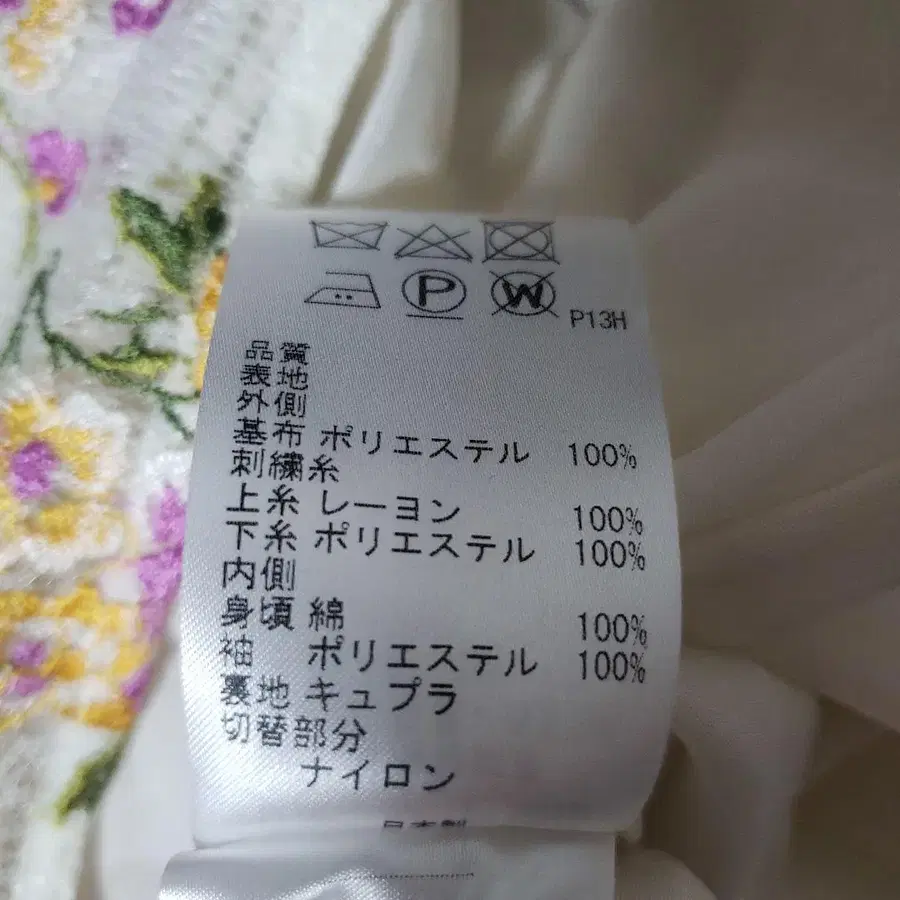 P W P13H
品質
表地
外側
基布 ポリエステル 100%
刺繍糸
上糸 レーヨン 100%
下糸 ポリエステル 100%
内側
身頃 綿 100%
袖 ポリエステル 100%
裏地 キュプラ
切替部分
ナイロン